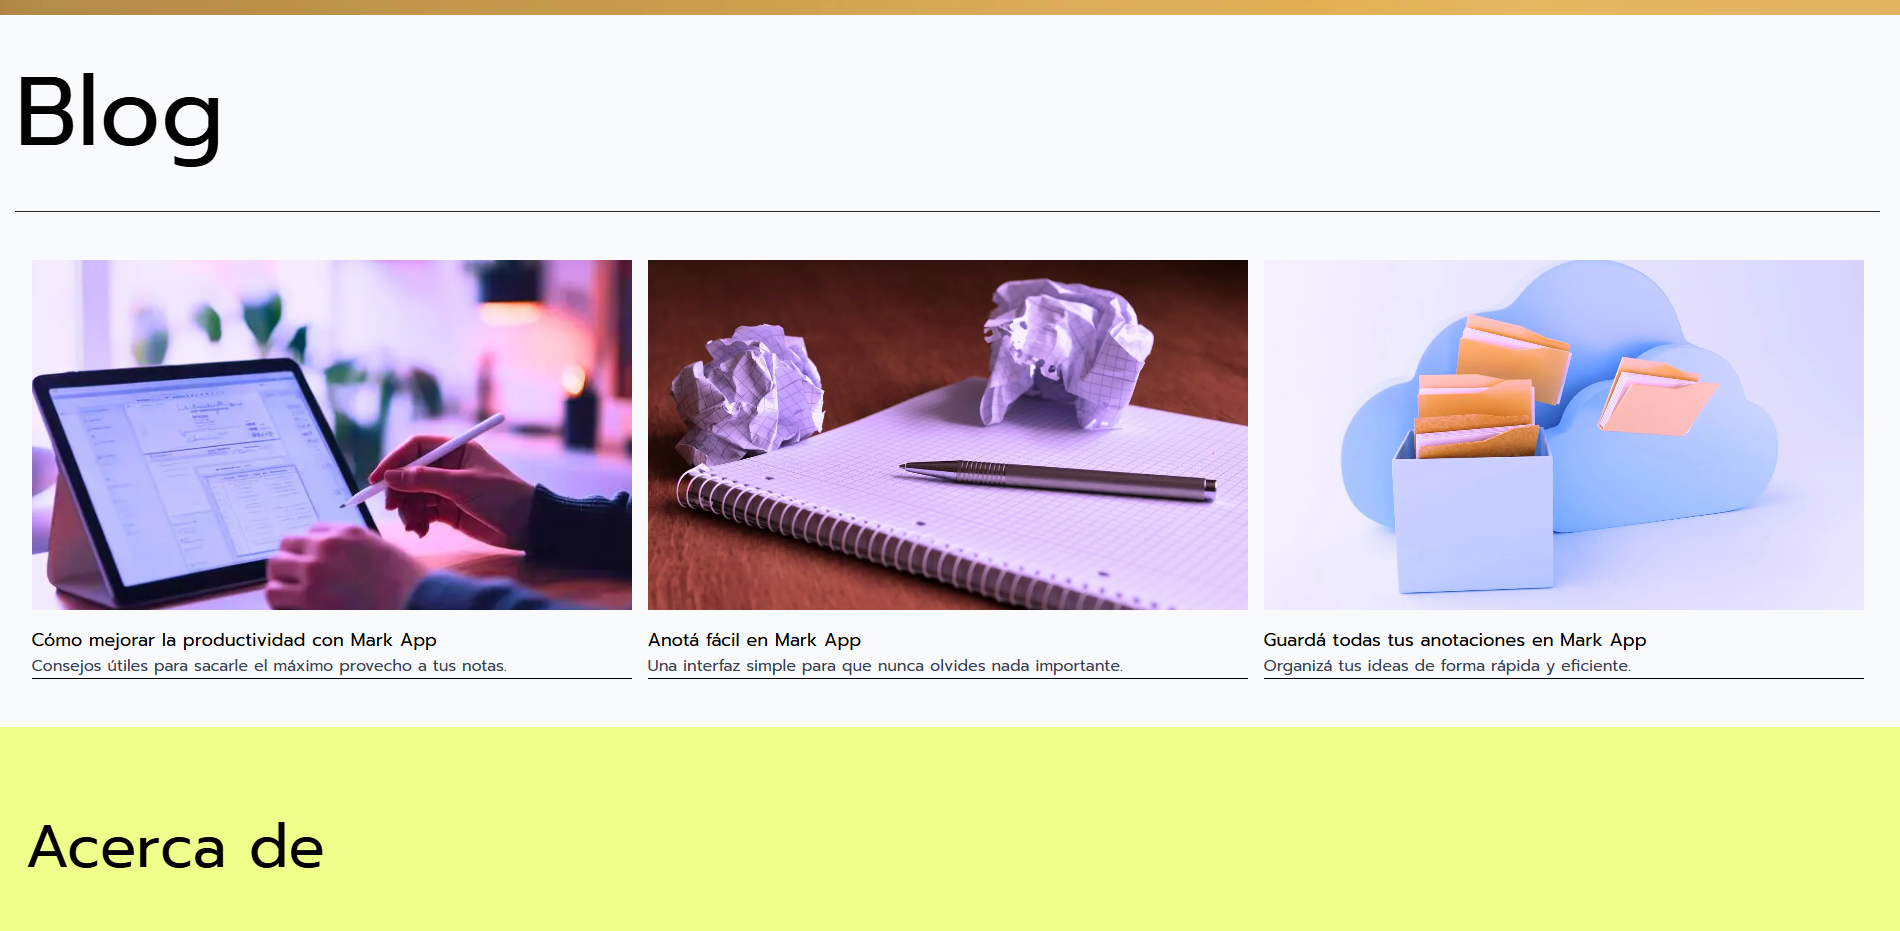 Blog
Cómo mejorar la productividad con Mark App
Consejos útiles para sacarle el máximo provecho a tus notas.
Anotá fácil en Mark App
Una interfaz simple para que nunca olvides nada importante.
Guardá todas tus anotaciones en Mark App
Organizá tus ideas de forma rápida y eficiente.
Acerca de